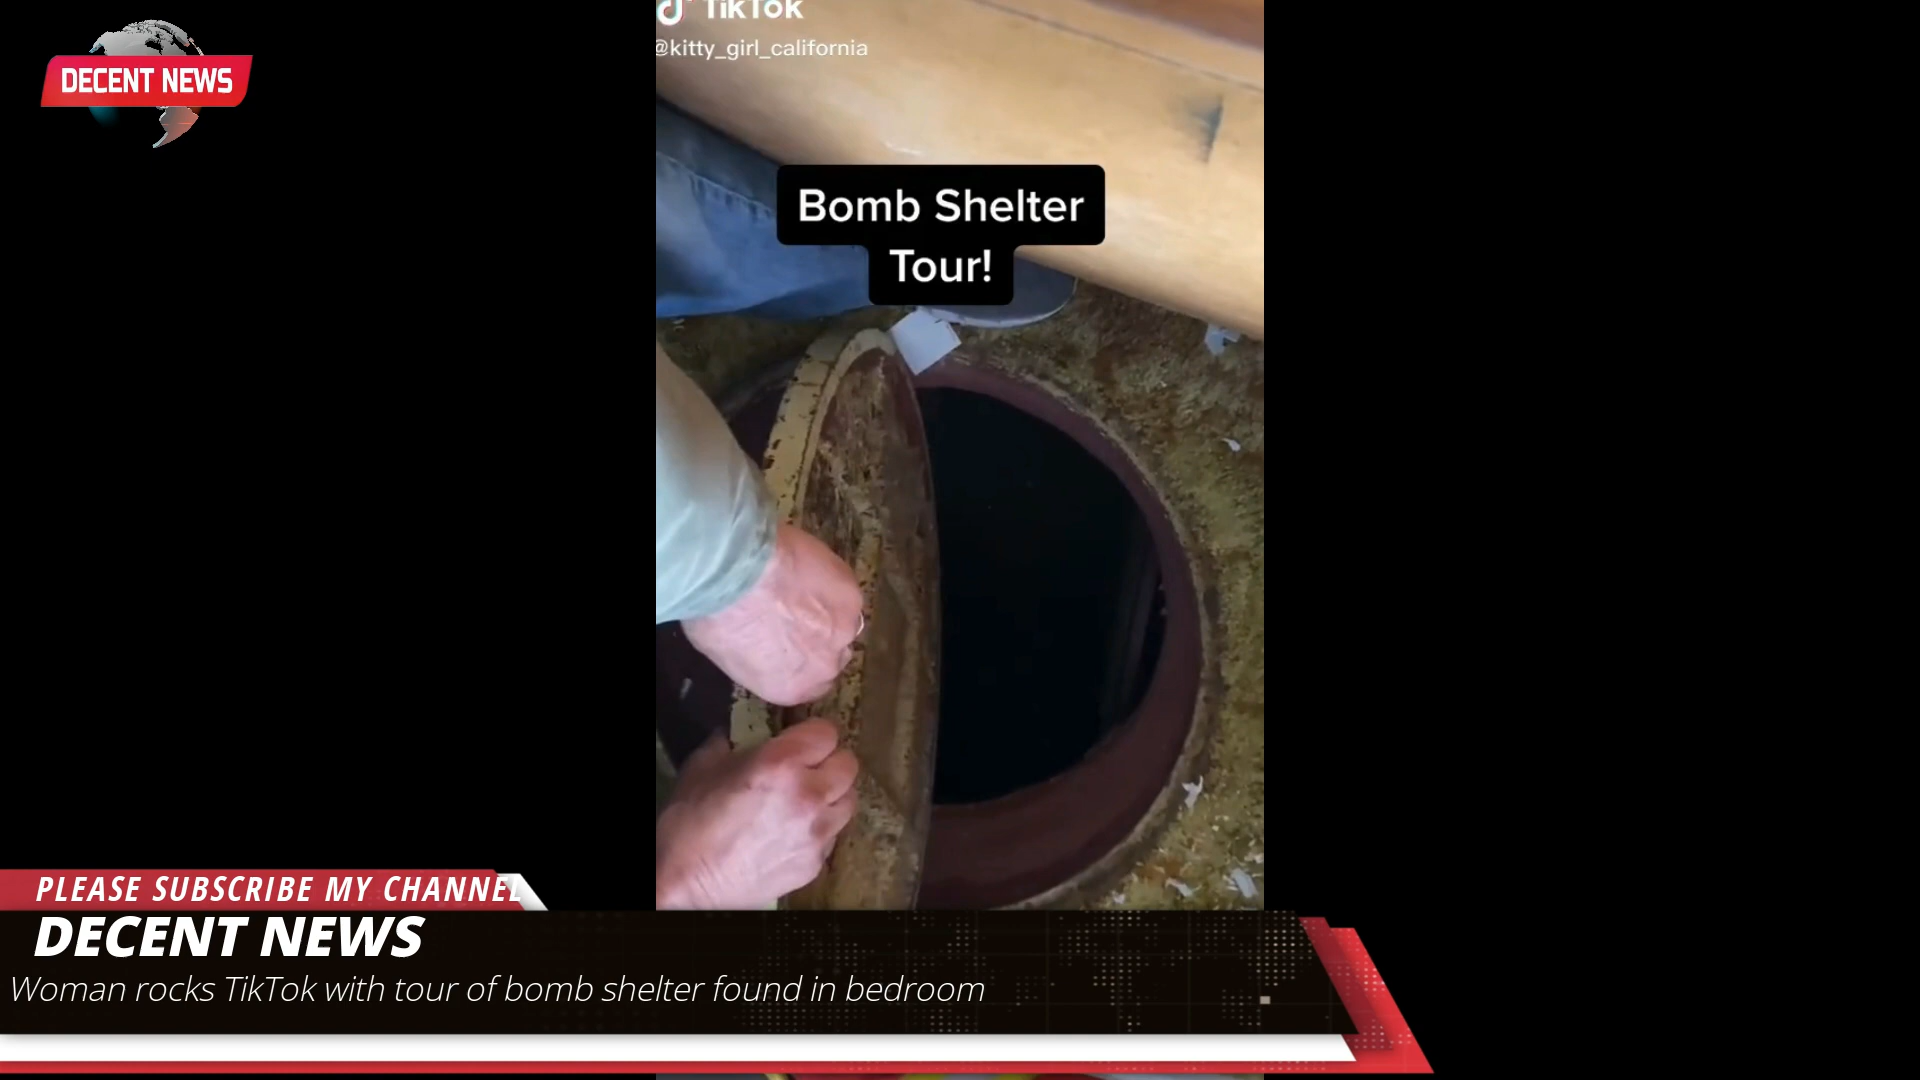 DECENT NEWS
TikTok
@kitty_girl_california
Bomb Shelter
Tour!
PLEASE SUBSCRIBE MY CHANNEL
DECENT NEWS
Woman rocks TikTok with tour of bomb shelter found in bedroom